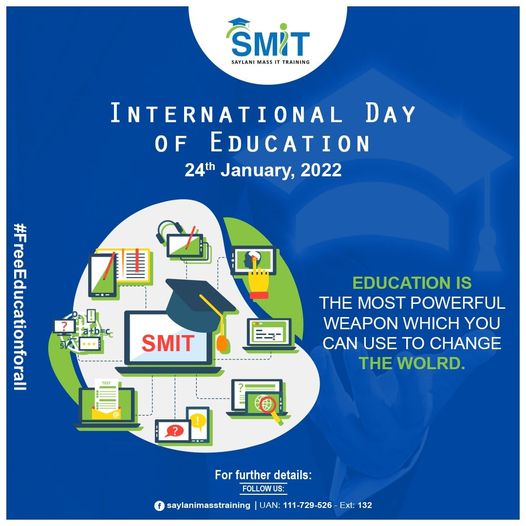 SMiT
SAYLANI MASS IT TRAINING
INTERNATIONAL DAY
OF EDUCATION
24th January, 2022
#FreeEducationforall
SMIT
?
a+b=c
TEST
?
!
?
EDUCATION IS
THE MOST POWERFUL
WEAPON WHICH YOU
CAN USE TO CHANGE
THE WOLRD.
For further details:
FOLLOW US:
saylanimasstraining | UAN: 111-729-526 - Ext: 132